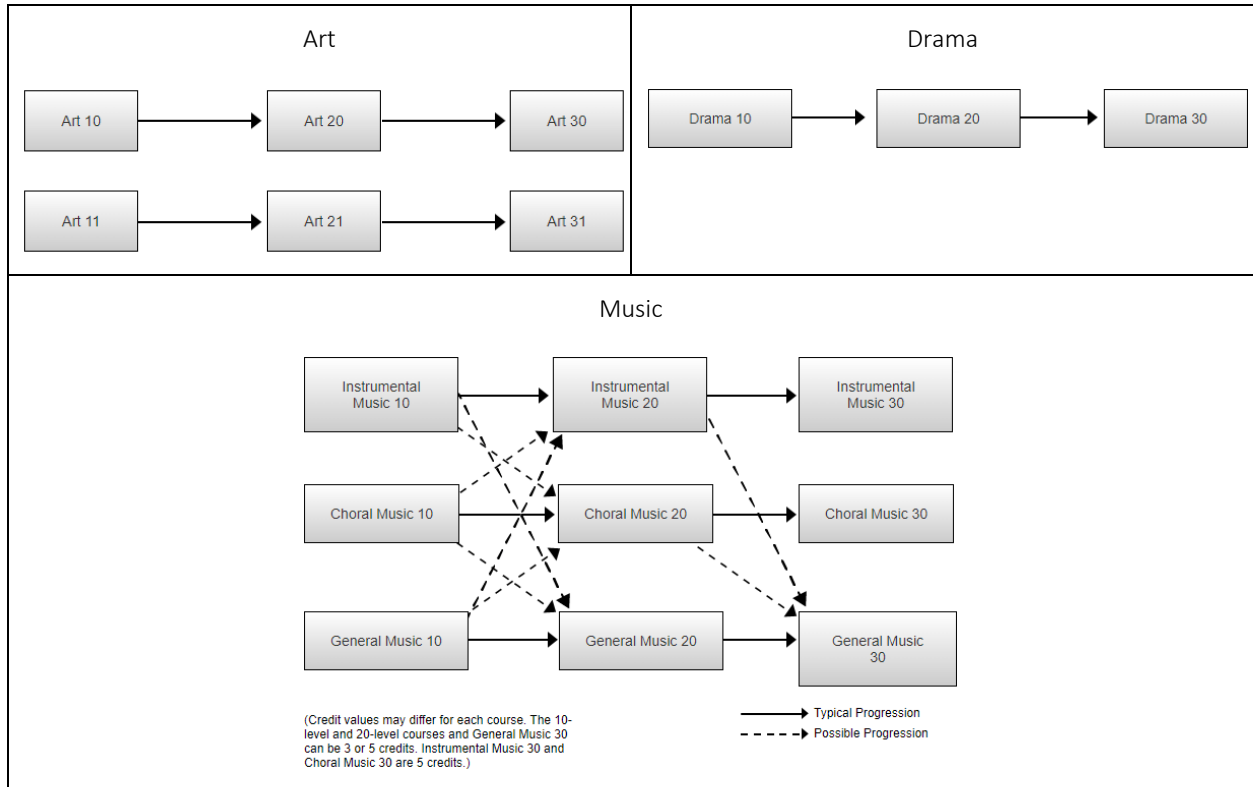 Art
Art 10
Art 20
Art 30
Art 11
Art 21
Art 31
Drama
Drama 10
Drama 20
Drama 30
Music
Instrumental
Music 10
Instrumental
Music 20
Instrumental
Music 30
Choral Music 10
Choral Music 20
Choral Music 30
General Music 10
General Music 20
General Music
30
(Credit values may differ for each course. The 10-
level and 20-level courses and General Music 30
can be 3 or 5 credits. Instrumental Music 30 and
Choral Music 30 are 5 credits.)
Typical Progression
Possible Progression